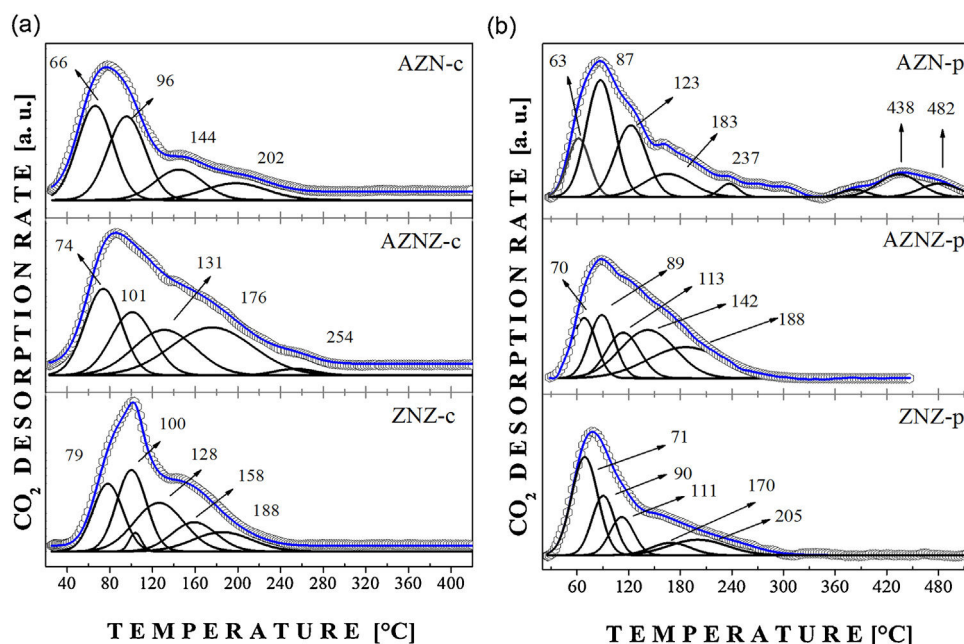 (a)
CO2 DESORPTION RATE [a. u.]
AZN-c
66
96
144
202
AZNZ-c
74
101
131
176
254
ZNZ-c
79
100
128
158
188
40 80 120 160 200 240 280 320 360 400
TEMPERATURE [°C]
(b)
CO2 DESORPTION RATE [a. u.]
AZN-p
63
87
123
183
237
438
482
AZNZ-p
70
89
113
142
188
ZNZ-p
71
90
111
170
205
60 120 180 240 300 360 420 480
TEMPERATURE [°C]